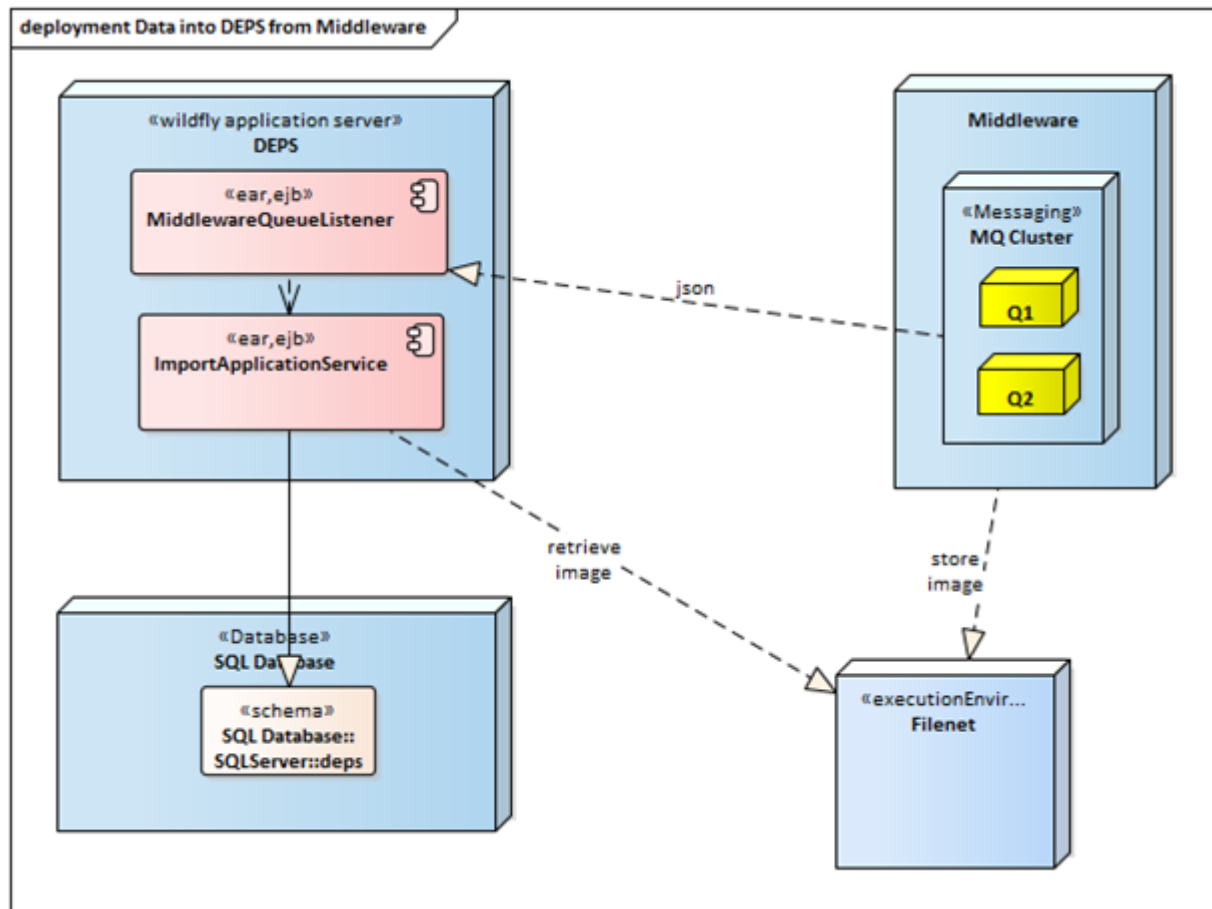 deployment Data into DEPS from Middleware
«wildfly application server»
DEPS
«ear,ejb»
MiddlewareQueueListener
«ear,ejb»
ImportApplicationService
Middleware
«Messaging»
MQ Cluster
Q1
Q2
json
retrieve
image
store
image
«Database»
SQL Database
«schema»
SQL Database::
SQLServer::deps
«executionEnvir...
Filenet